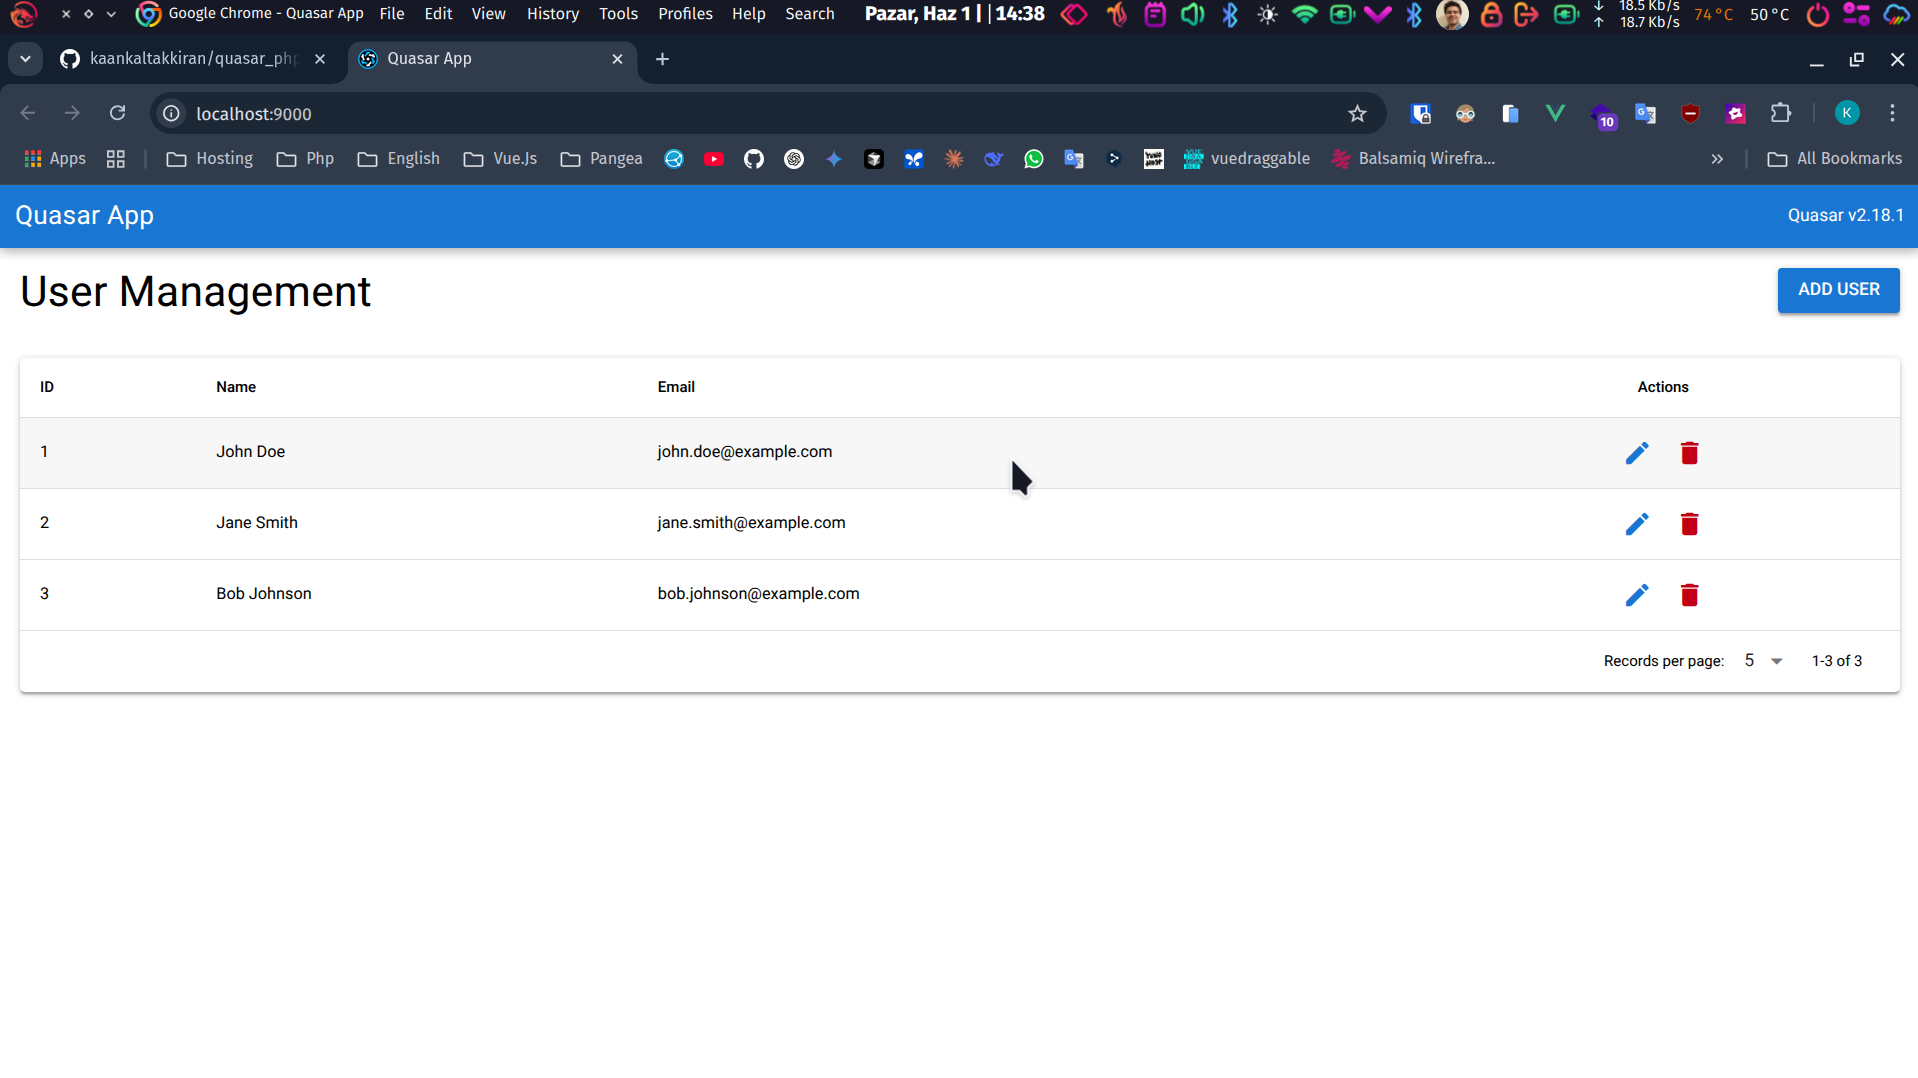 Google Chrome - Quasar App File Edit View History Tools Profiles Help Search Pazar, Haz 1 | | 14:38 ↓ 18.5 Kb/s ↑ 18.7 Kb/s 74°C 50°C
kaankaltakkiran/quasar_php Quasar App
localhost:9000 10 K
Apps Hosting Php English Vue.Js Pangea vuedraggable Balsamiq Wirefra... » All Bookmarks
Quasar App Quasar v2.18.1
User Management ADD USER
ID Name Email Actions
1 John Doe john.doe@example.com
2 Jane Smith jane.smith@example.com
3 Bob Johnson bob.johnson@example.com
Records per page: 5 1-3 of 3